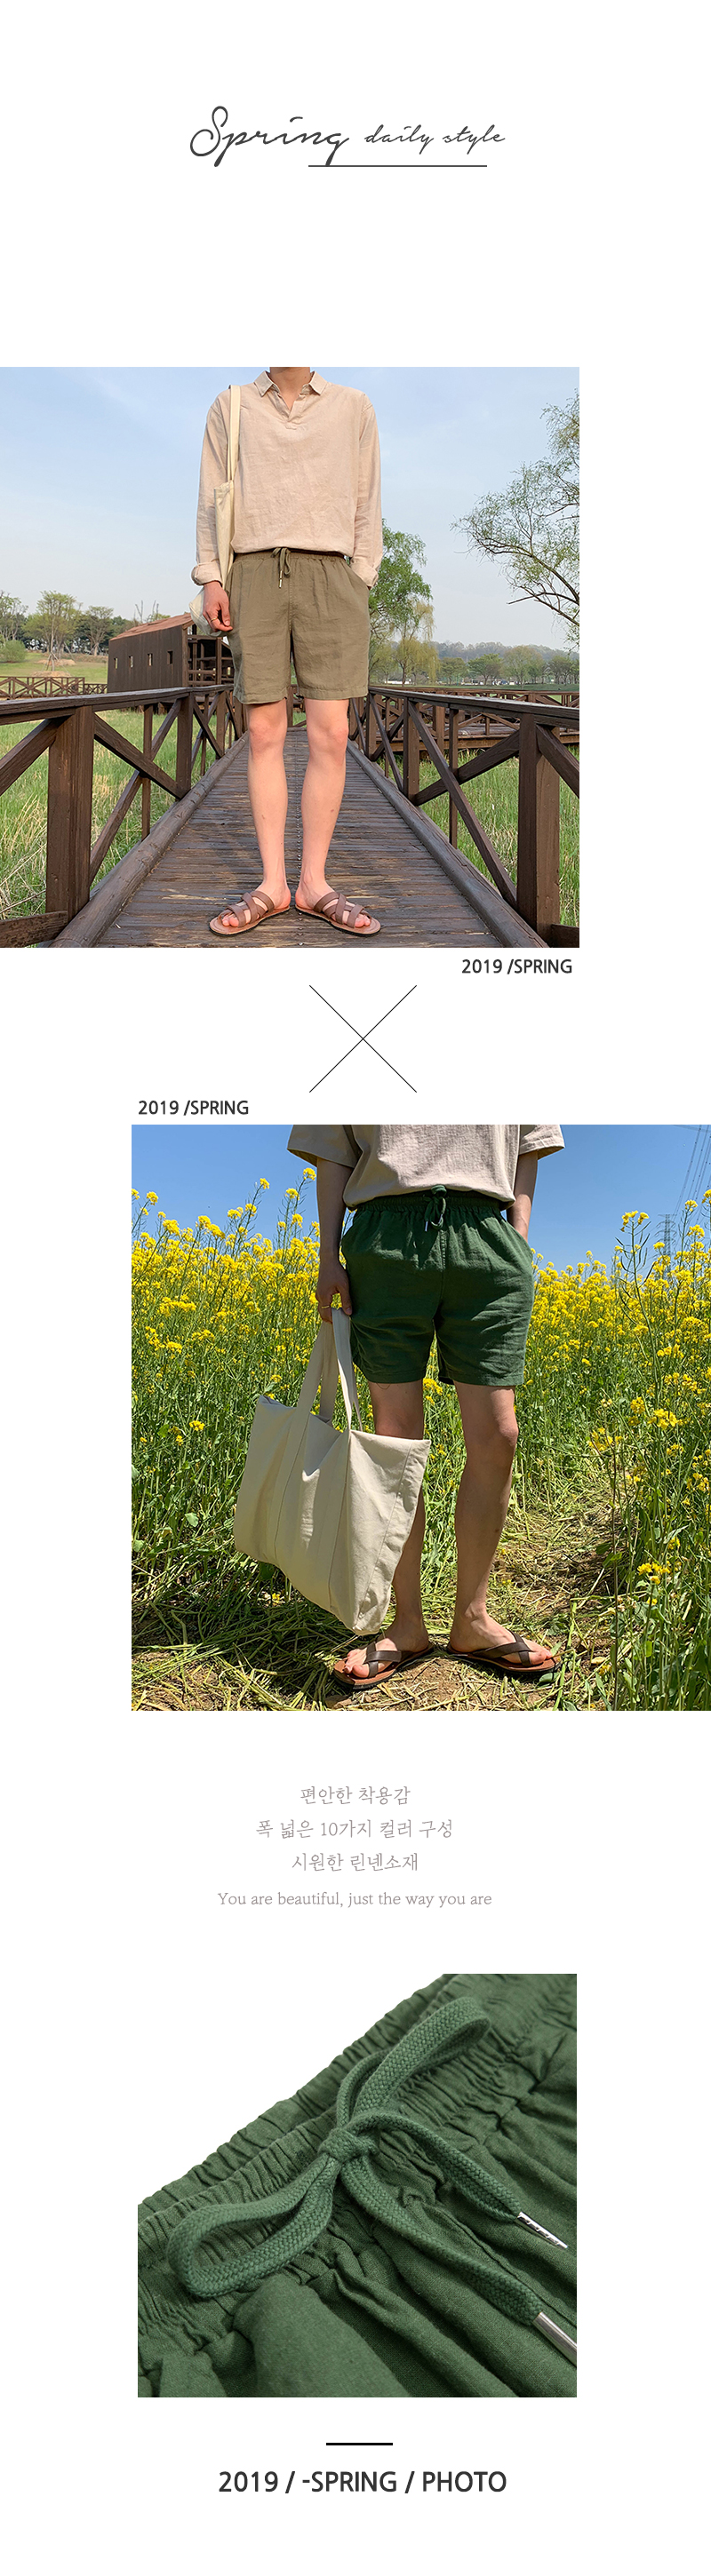 Spring daily style
2019 /SPRING
2019 /SPRING
편안한 착용감
폭 넓은 10가지 컬러 구성
시원한 린넨소재
You are beautiful, just the way you are
2019 / -SPRING / PHOTO